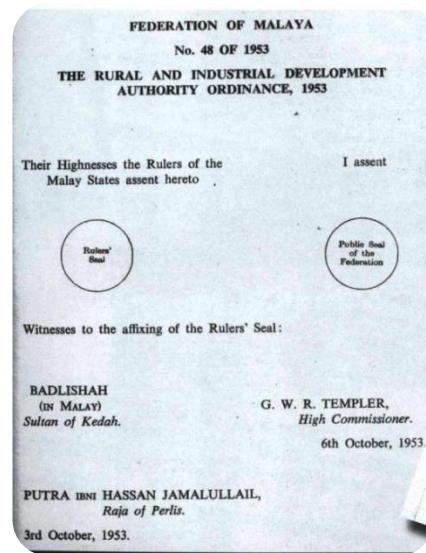 FEDERATION OF MALAYA
No. 48 OF 1953
THE RURAL AND INDUSTRIAL DEVELOPMENT
AUTHORITY ORDINANCE, 1953
Their Highnesses the Rulers of the
Malay States assent hereto
I assent
Rulers'
Seal
Public Seal
of the
Federation
Witnesses to the affixing of the Rulers' Seal:
BADLISHAH
(IN MALAY)
Sultan of Kedah.
G. W. R. TEMPLER,
High Commissioner.
6th October, 1953.
PUTRA IBNI HASSAN JAMALULLAIL,
Raja of Perlis.
3rd October, 1953.